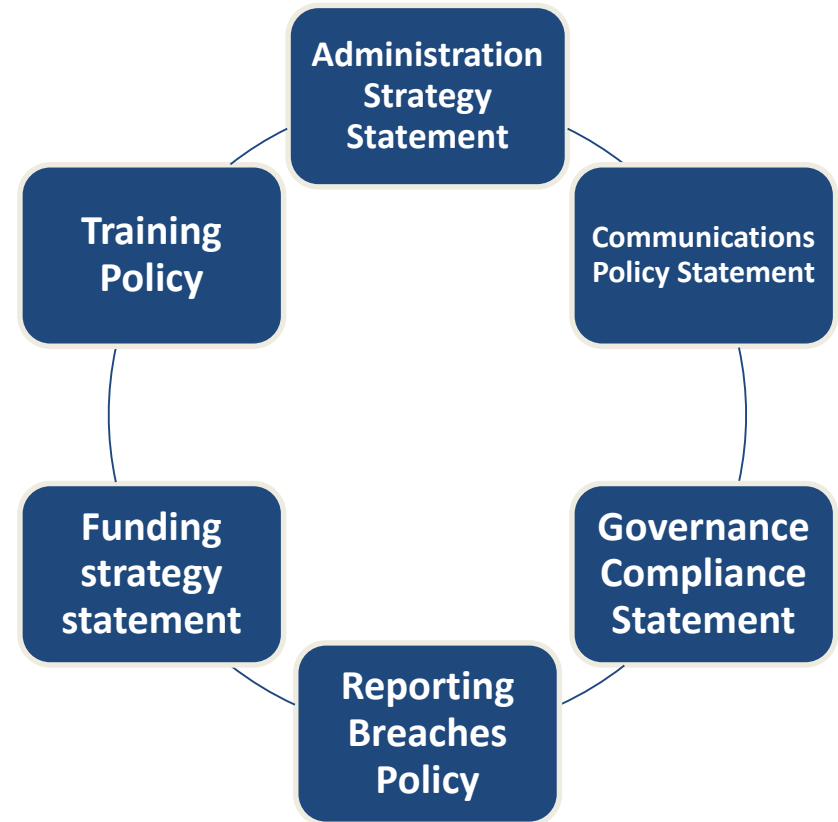 Administration
Strategy
Statement
Communications
Policy Statement
Governance
Compliance
Statement
Reporting
Breaches
Policy
Funding
strategy
statement
Training
Policy